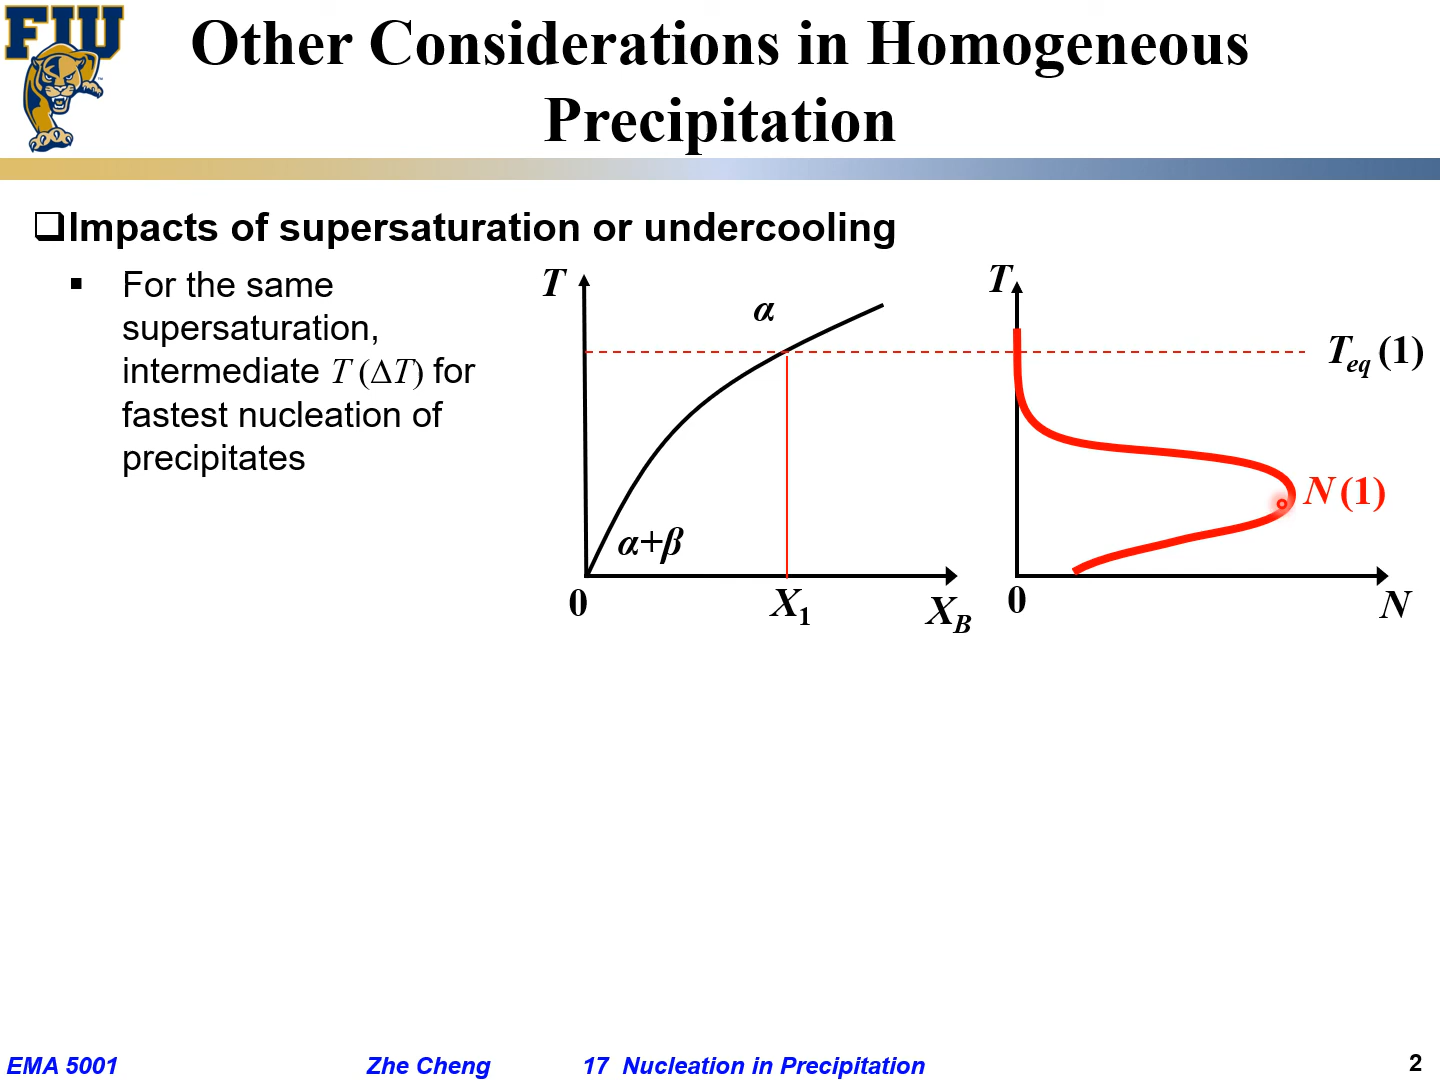 FIU
Other Considerations in Homogeneous
Precipitation
Impacts of supersaturation or undercooling
For the same
supersaturation,
intermediate T (ΔT) for
fastest nucleation of
precipitates
T
α
α+β
0
X1
XB
T
Teq (1)
N (1)
0
N
EMA 5001
Zhe Cheng
17 Nucleation in Precipitation
2